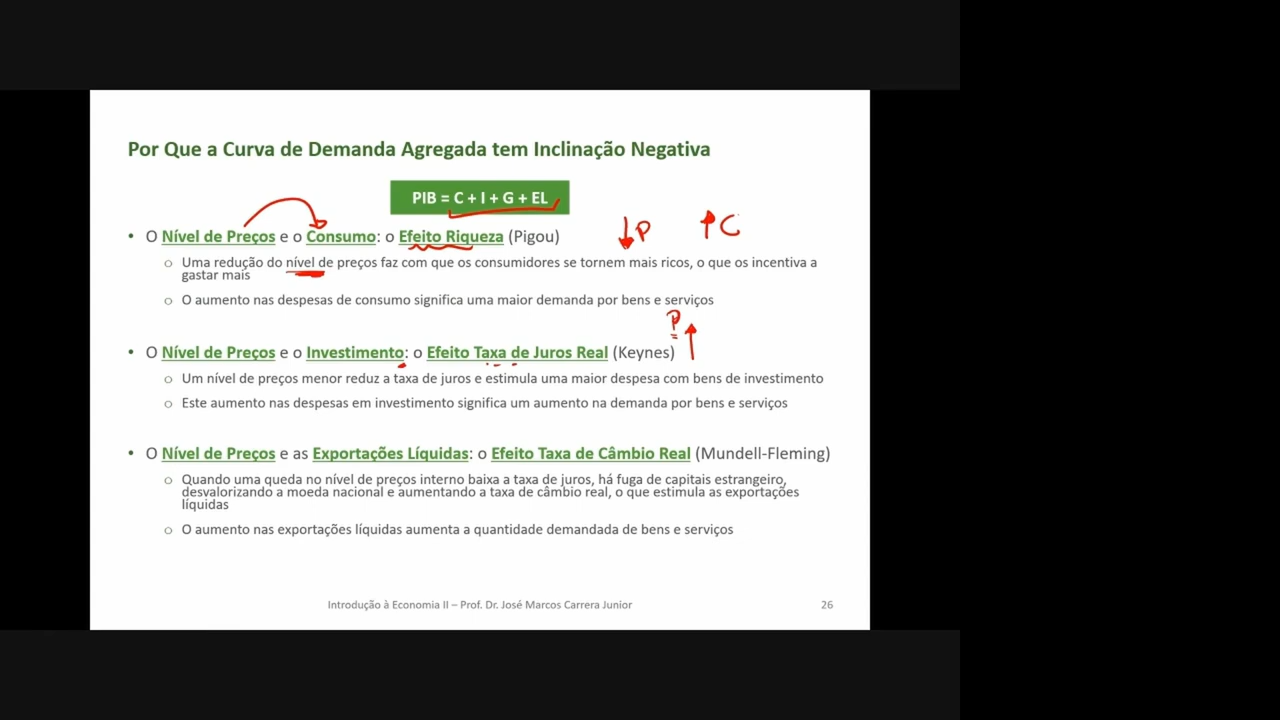 Por Que a Curva de Demanda Agregada tem Inclinação Negativa
PIB = C + I + G + EL
• O Nível de Preços e o Consumo: o Efeito Riqueza (Pigou)
↓P ↑C
o Uma redução do nível de preços faz com que os consumidores se tornem mais ricos, o que os incentiva a
gastar mais
o O aumento nas despesas de consumo significa uma maior demanda por bens e serviços
P ↑
• O Nível de Preços e o Investimento: o Efeito Taxa de Juros Real (Keynes)
o Um nível de preços menor reduz a taxa de juros e estimula uma maior despesa com bens de investimento
o Este aumento nas despesas em investimento significa um aumento na demanda por bens e serviços
• O Nível de Preços e as Exportações Líquidas: o Efeito Taxa de Câmbio Real (Mundell-Fleming)
o Quando uma queda no nível de preços interno baixa a taxa de juros, há fuga de capitais estrangeiro,
desvalorizando a moeda nacional e aumentando a taxa de câmbio real, o que estimula as exportações
líquidas
o O aumento nas exportações líquidas aumenta a quantidade demandada de bens e serviços
Introdução à Economia II – Prof. Dr. José Marcos Carrera Junior
26